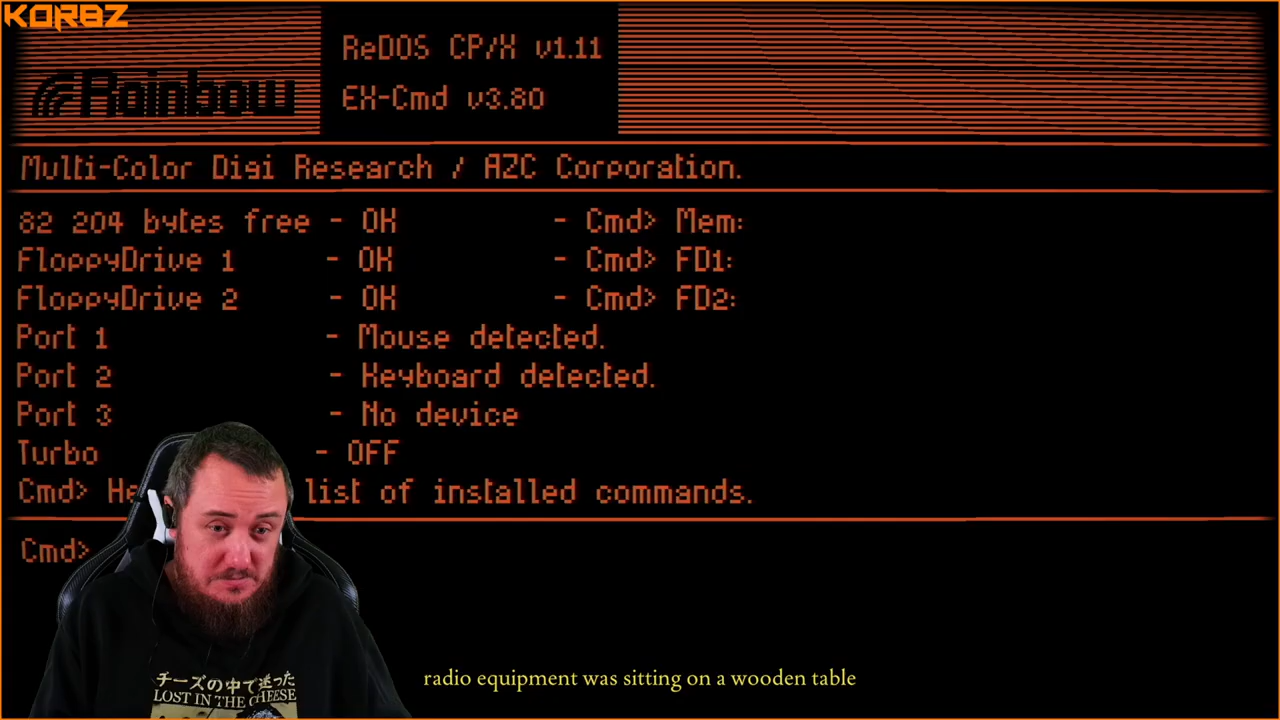 KORBZ
ReDOS CP/X v1.11
Rainbow
EX-Cmd v3.80
Multi-Color Digi Research / AZC Corporation.
82 204 bytes free - OK - Cmd> Mem:
FloppyDrive 1 - OK - Cmd> FD1:
FloppyDrive 2 - OK - Cmd> FD2:
Port 1 - Mouse detected.
Port 2 - Keyboard detected.
Port 3 - No device
Turbo - OFF
Cmd> He list of installed commands.
Cmd>
チーズの中で迷った
LOST IN THE CHEESE
radio equipment was sitting on a wooden table